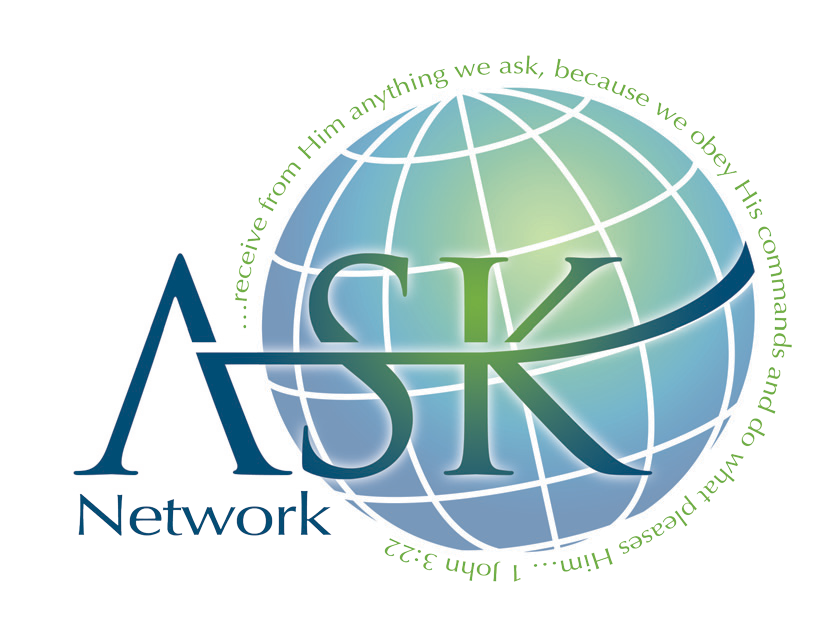 ...receive from Him anything we ask, because we obey His commands and do what pleases Him... 1 John 3:22
ASK
Network